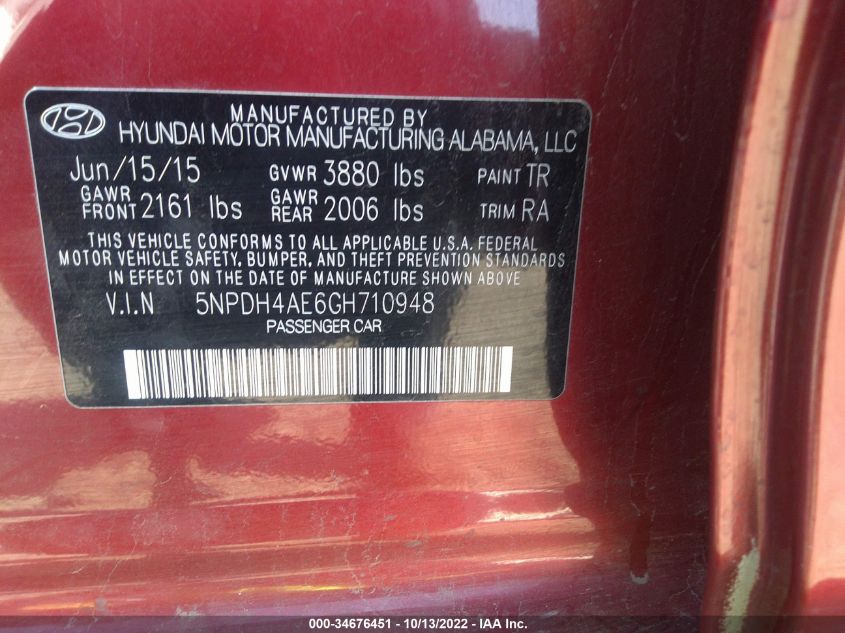 MANUFACTURED BY
HYUNDAI MOTOR MANUFACTURING ALABAMA, LLC
Jun/15/15 GVWR 3880 lbs PAINT TR
GAWR FRONT 2161 lbs GAWR REAR 2006 lbs TRIM RA
THIS VEHICLE CONFORMS TO ALL APPLICABLE U.S.A. FEDERAL
MOTOR VEHICLE SAFETY, BUMPER, AND THEFT PREVENTION STANDARDS
IN EFFECT ON THE DATE OF MANUFACTURE SHOWN ABOVE
V.I.N 5NPDH4AE6GH710948
PASSENGER CAR
000-34676451 - 10/13/2022 - IAA Inc.